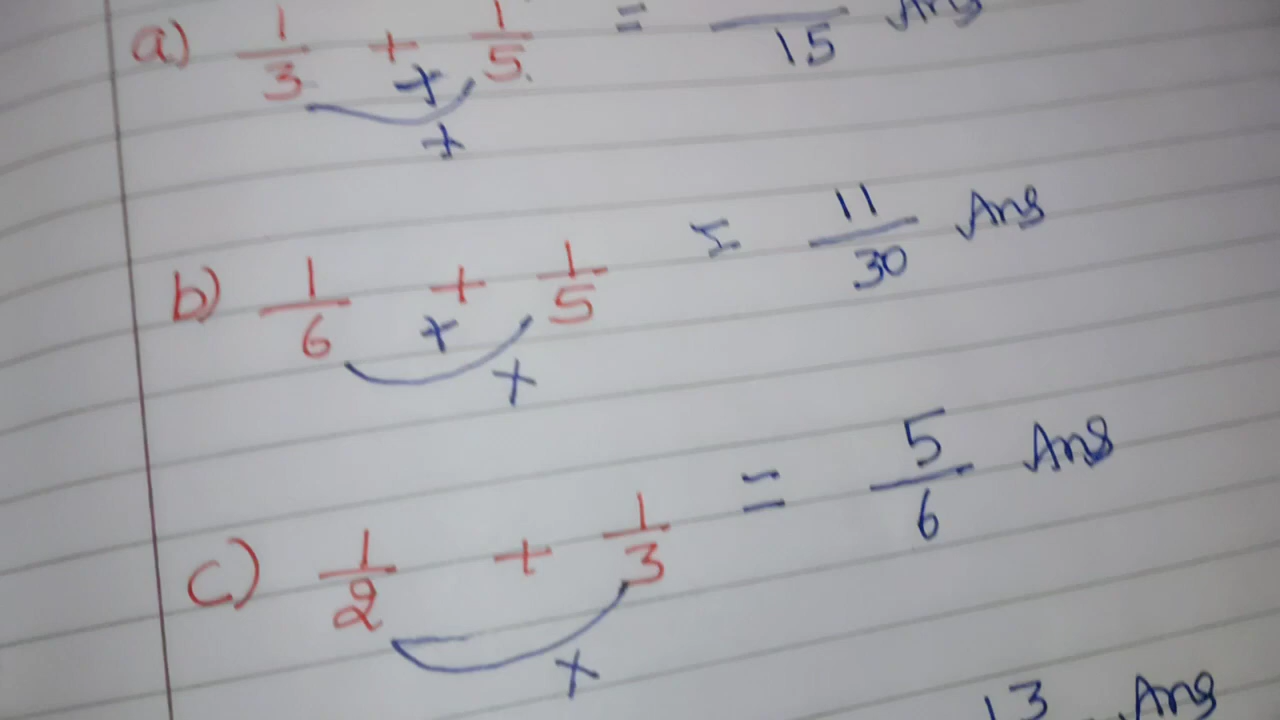 a) 1/3 + 1/5 = /15 Ans
+
×
b) 1/6 + 1/5 = 11/30 Ans
+
×
c) 1/2 + 1/3 = 5/6 Ans
×
13 Ans